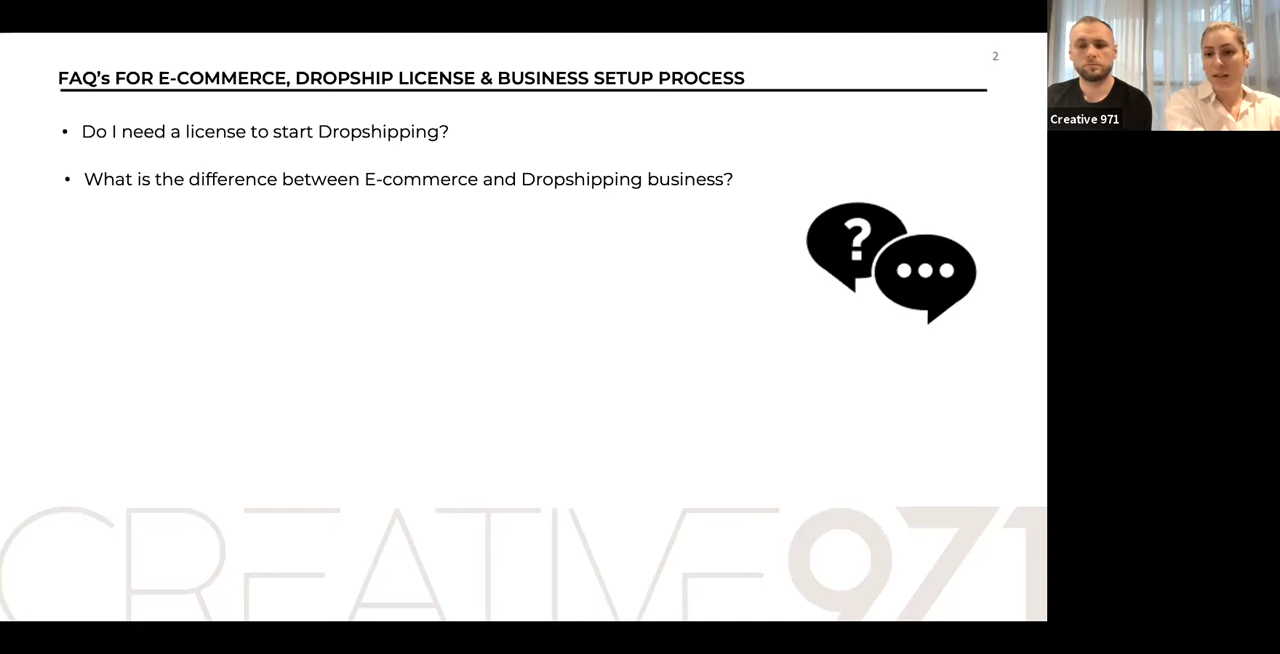 2
FAQ's FOR E-COMMERCE, DROPSHIP LICENSE & BUSINESS SETUP PROCESS
• Do I need a license to start Dropshipping?
• What is the difference between E-commerce and Dropshipping business?
?
Creative 971
CREATIVE971